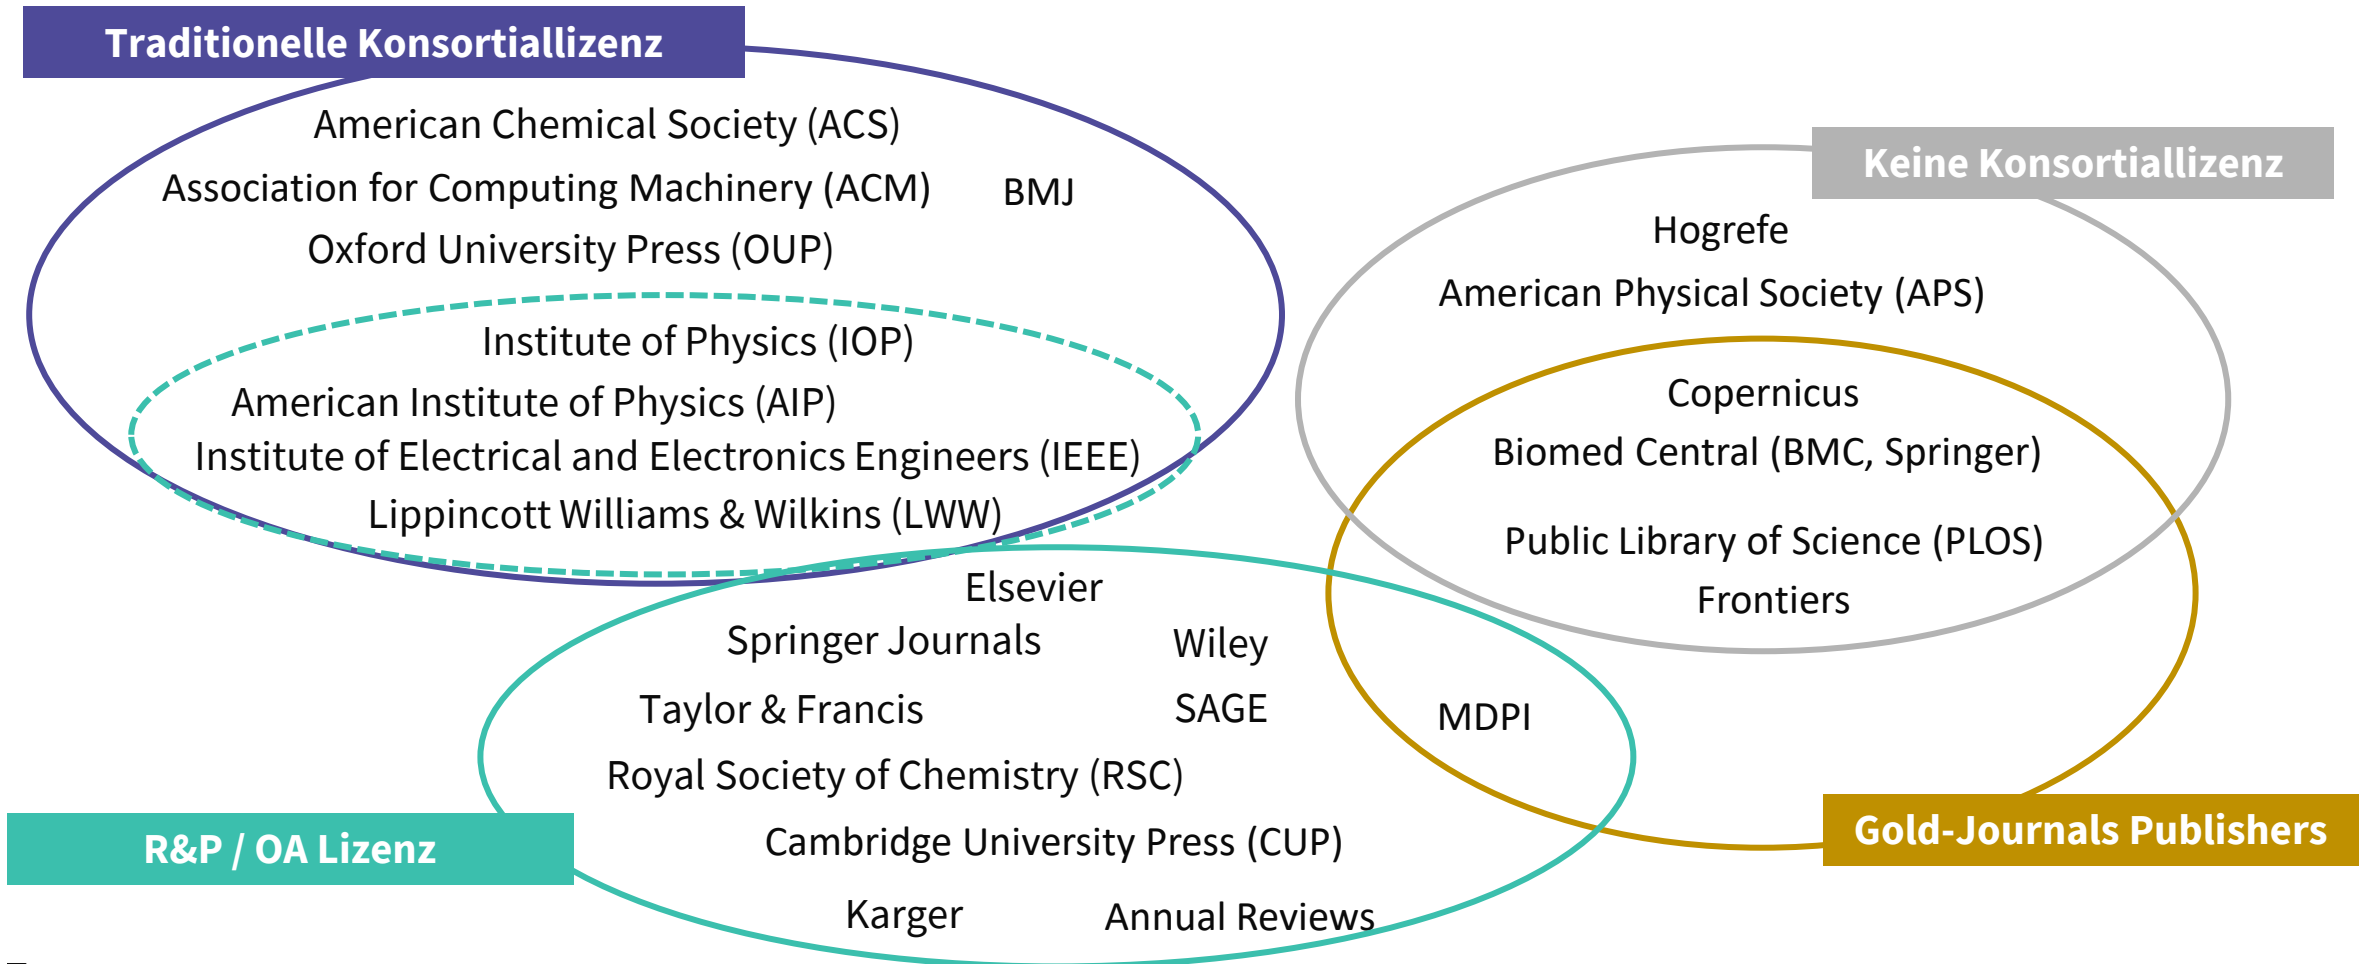 Traditionelle Konsortiallizenz
American Chemical Society (ACS)
Association for Computing Machinery (ACM)
BMJ
Oxford University Press (OUP)
Institute of Physics (IOP)
American Institute of Physics (AIP)
Institute of Electrical and Electronics Engineers (IEEE)
Lippincott Williams & Wilkins (LWW)
Keine Konsortiallizenz
Hogrefe
American Physical Society (APS)
Copernicus
Biomed Central (BMC, Springer)
Public Library of Science (PLOS)
Frontiers
Elsevier
Springer Journals
Wiley
Taylor & Francis
SAGE
MDPI
Royal Society of Chemistry (RSC)
Cambridge University Press (CUP)
Karger
Annual Reviews
R&P / OA Lizenz
Gold-Journals Publishers